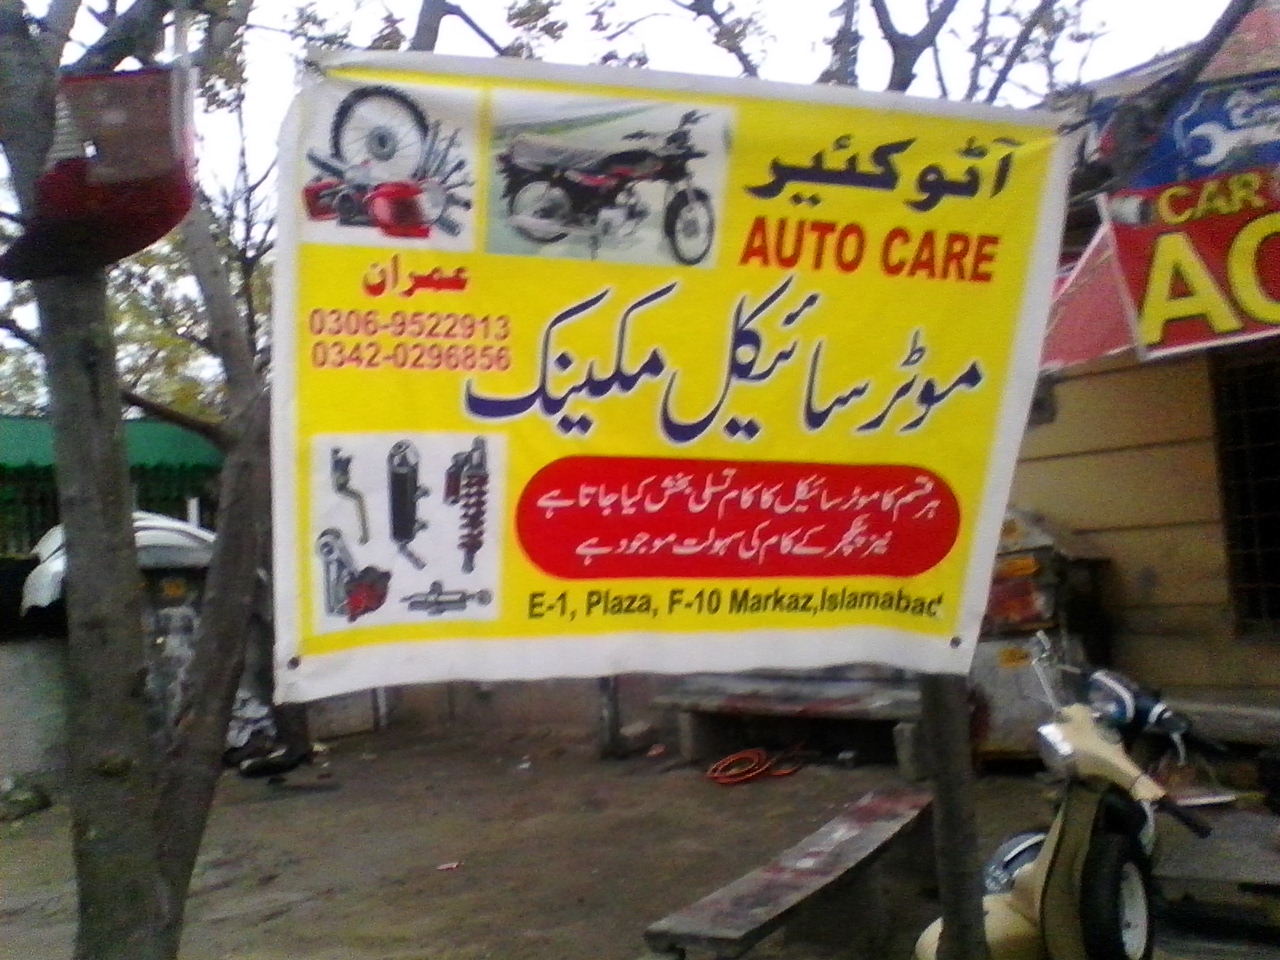 آٹو کئیر
AUTO CARE
عمران
0306-9522913
0342-0296856
موٹر سائیکل مکینک
ہر قسم کا موٹر سائیکل کا کام تسلی بخش کیا جاتا ہے
نیز پنکچر کے کام کی سہولت موجود ہے
E-1, Plaza, F-10 Markaz,Islamabad
CAR
AC